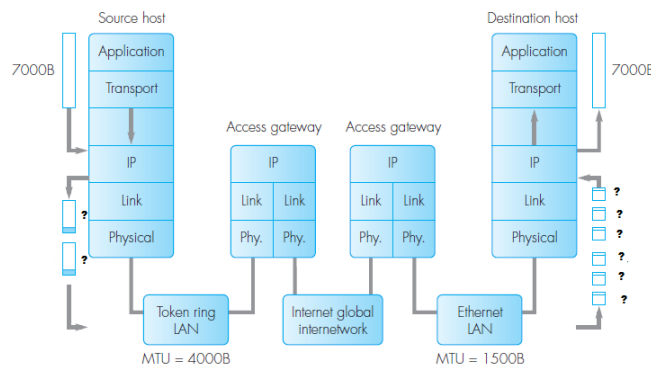 Source host
Destination host
7000B
Application
Transport
IP
Link
Physical
?
?
Access gateway
IP
Link Link
Phy. Phy.
Access gateway
IP
Link Link
Phy. Phy.
Application
Transport
IP
Link
Physical
7000B
?
?
?
?
?
?
Token ring
LAN
MTU = 4000B
Internet global
internetwork
Ethernet
LAN
MTU = 1500B